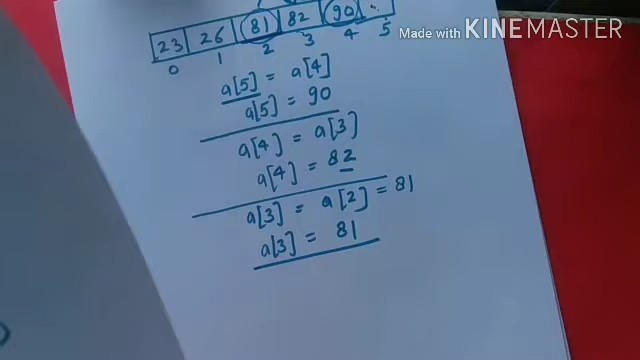 Made with KINEMASTER
23 26 81 82 90 ..
0 1 2 3 4 5
a[5] = a[4]
a[5] = 90
a[4] = a[3]
a[4] = 82
a[3] = a[2] = 81
a[3] = 81